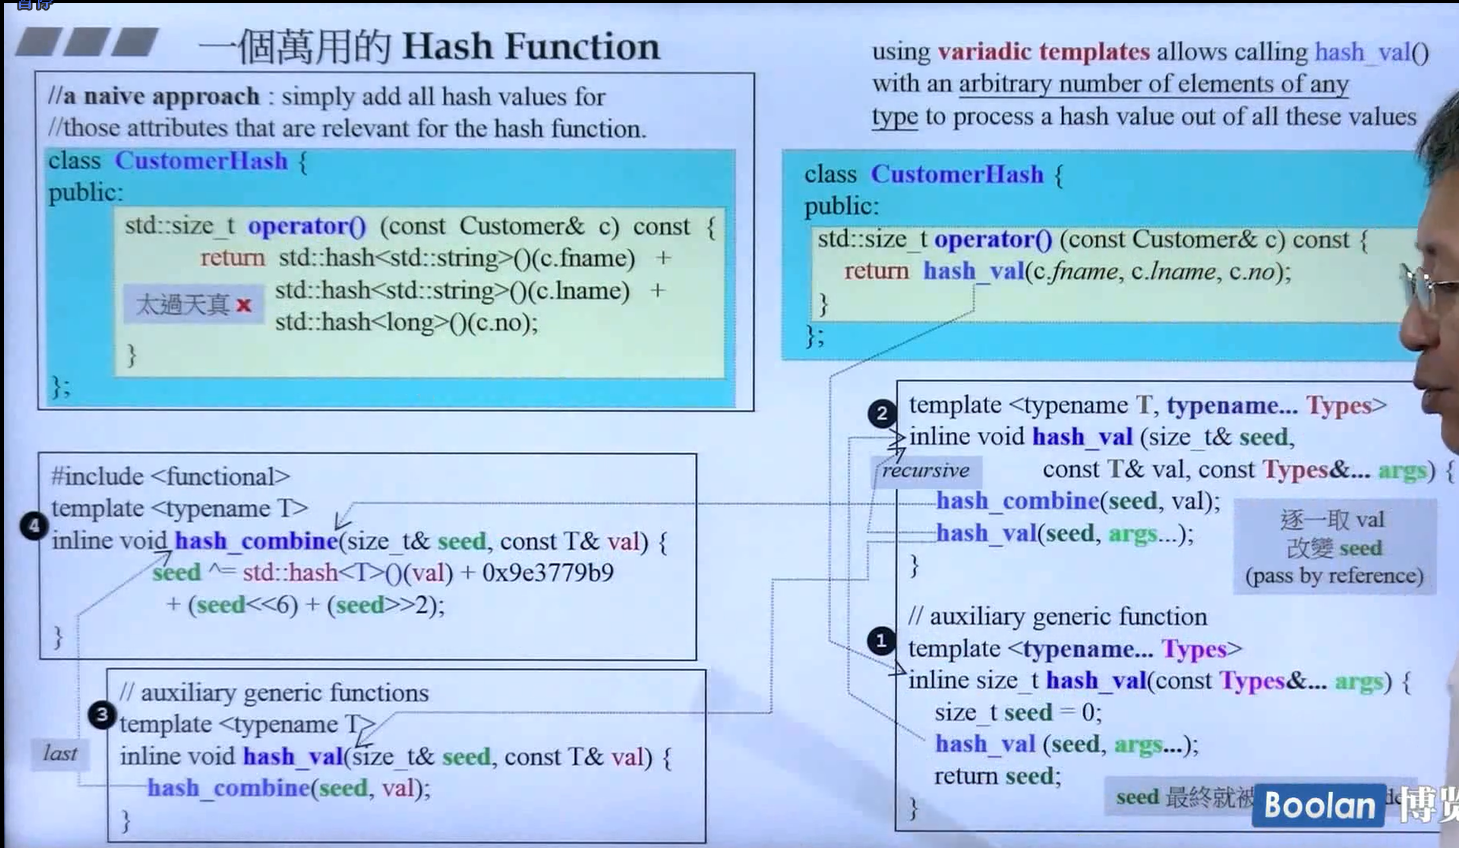 暫停
一個萬用的 Hash Function
//a naive approach : simply add all hash values for
//those attributes that are relevant for the hash function.
class CustomerHash {
public:
std::size_t operator() (const Customer& c) const {
return std::hash<std::string>()(c.fname) +
太過天真 ✖
std::hash<std::string>()(c.lname) +
std::hash<long>()(c.no);
}
};
using variadic templates allows calling hash_val()
with an arbitrary number of elements of any
type to process a hash value out of all these values
class CustomerHash {
public:
std::size_t operator() (const Customer& c) const {
return hash_val(c.fname, c.lname, c.no);
}
};
2
template <typename T, typename... Types>
inline void hash_val (size_t& seed,
recursive
const T& val, const Types&... args) {
hash_combine(seed, val);
hash_val(seed, args...);
}
逐一取 val
改變 seed
(pass by reference)
1
// auxiliary generic function
template <typename... Types>
inline size_t hash_val(const Types&... args) {
size_t seed = 0;
hash_val (seed, args...);
return seed;
}
seed 最終就被
Boolan 博览
4
#include <functional>
template <typename T>
inline void hash_combine(size_t& seed, const T& val) {
seed ^= std::hash<T>()(val) + 0x9e3779b9
+ (seed<<6) + (seed>>2);
}
3
// auxiliary generic functions
template <typename T>
inline void hash_val(size_t& seed, const T& val) {
hash_combine(seed, val);
}
last